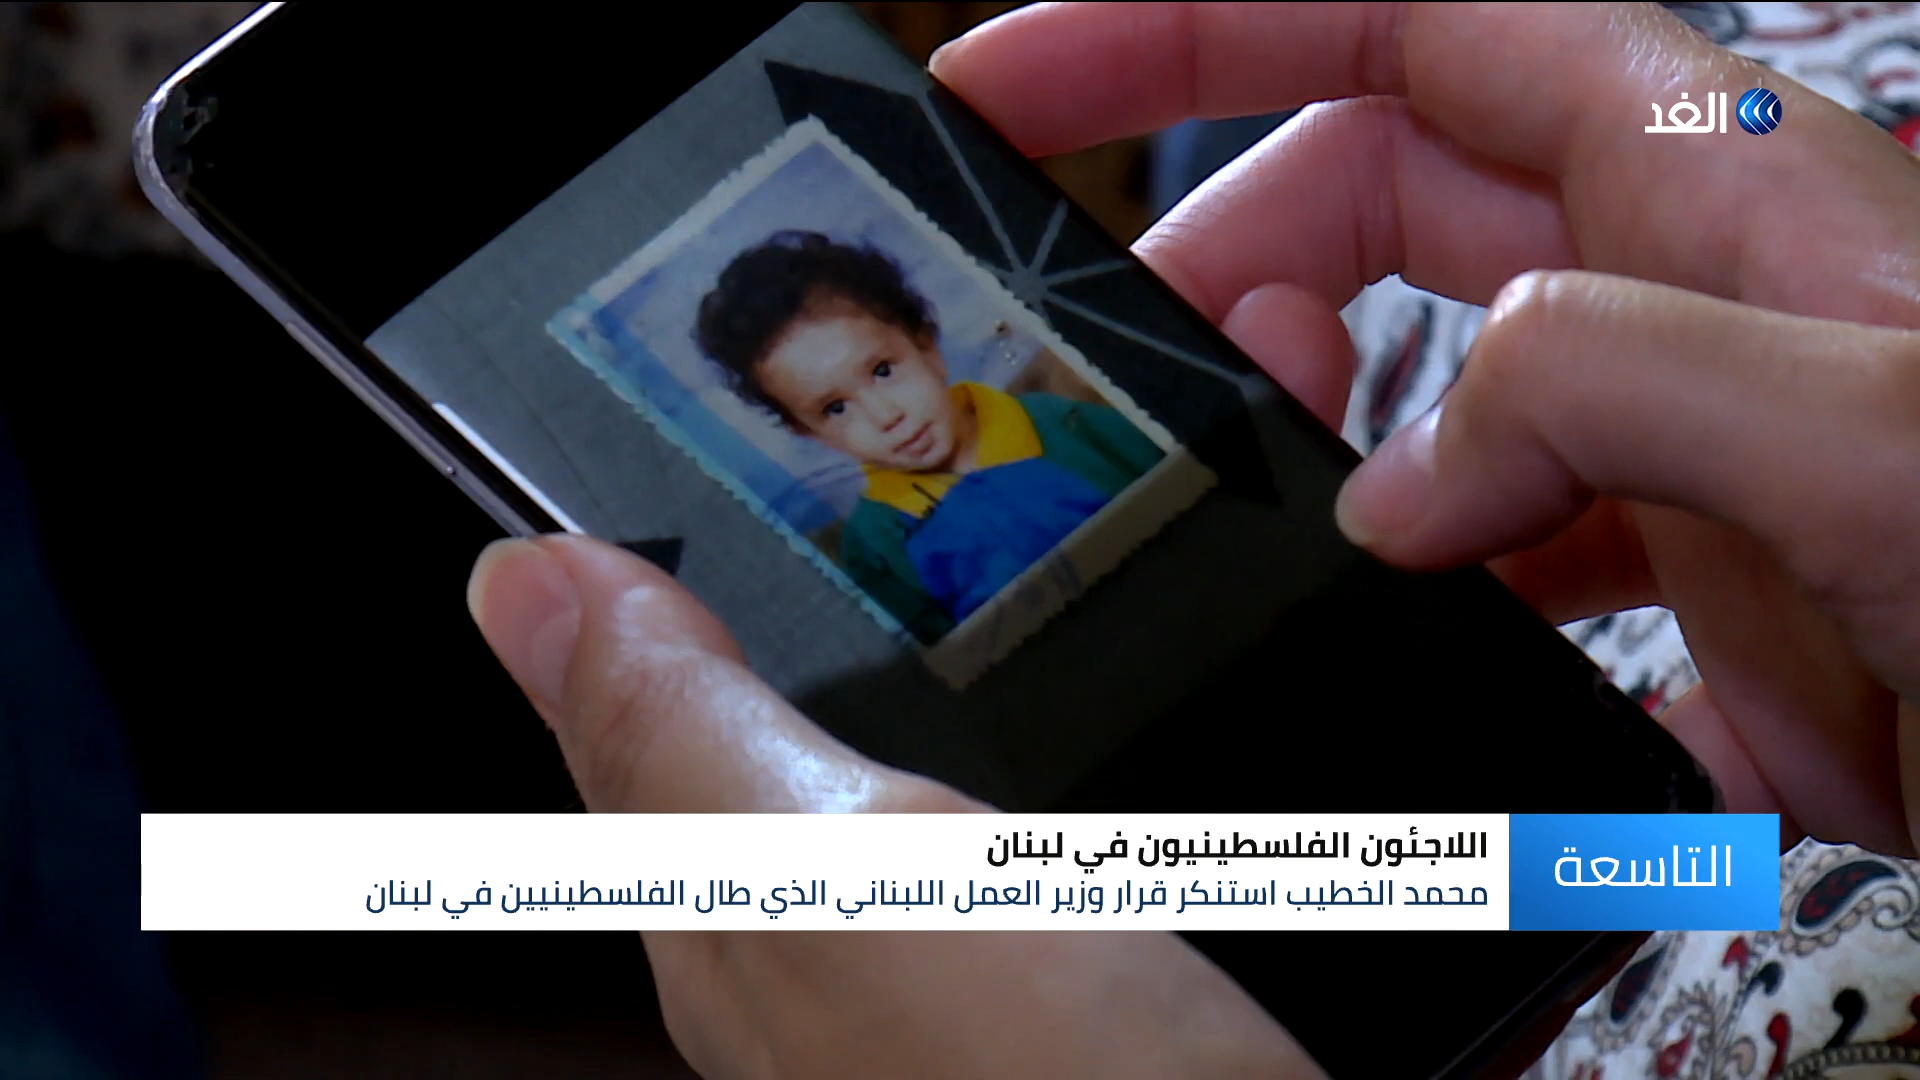 الغد
اللاجئون الفلسطينيون في لبنان
التاسعة
محمد الخطيب استنكر قرار وزير العمل اللبناني الذي طال الفلسطينيين في لبنان